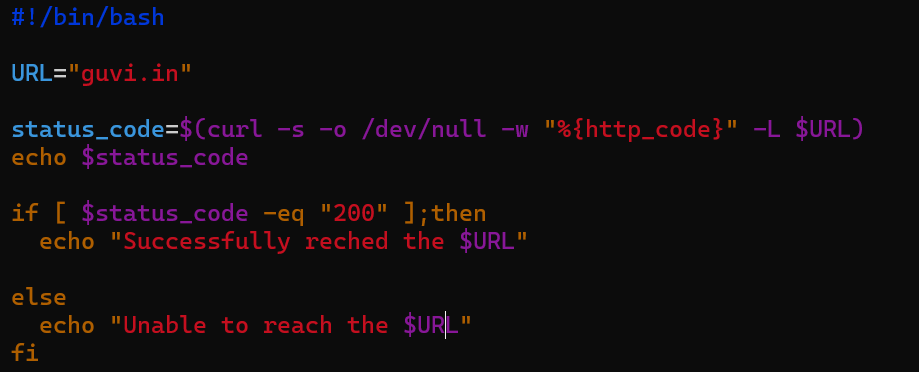 #!/bin/bash
URL="guvi.in"
status_code=$(curl -s -o /dev/null -w "%{http_code}" -L $URL)
echo $status_code
if [ $status_code -eq "200" ];then
  echo "Successfully reched the $URL"
else
  echo "Unable to reach the $URL"
fi